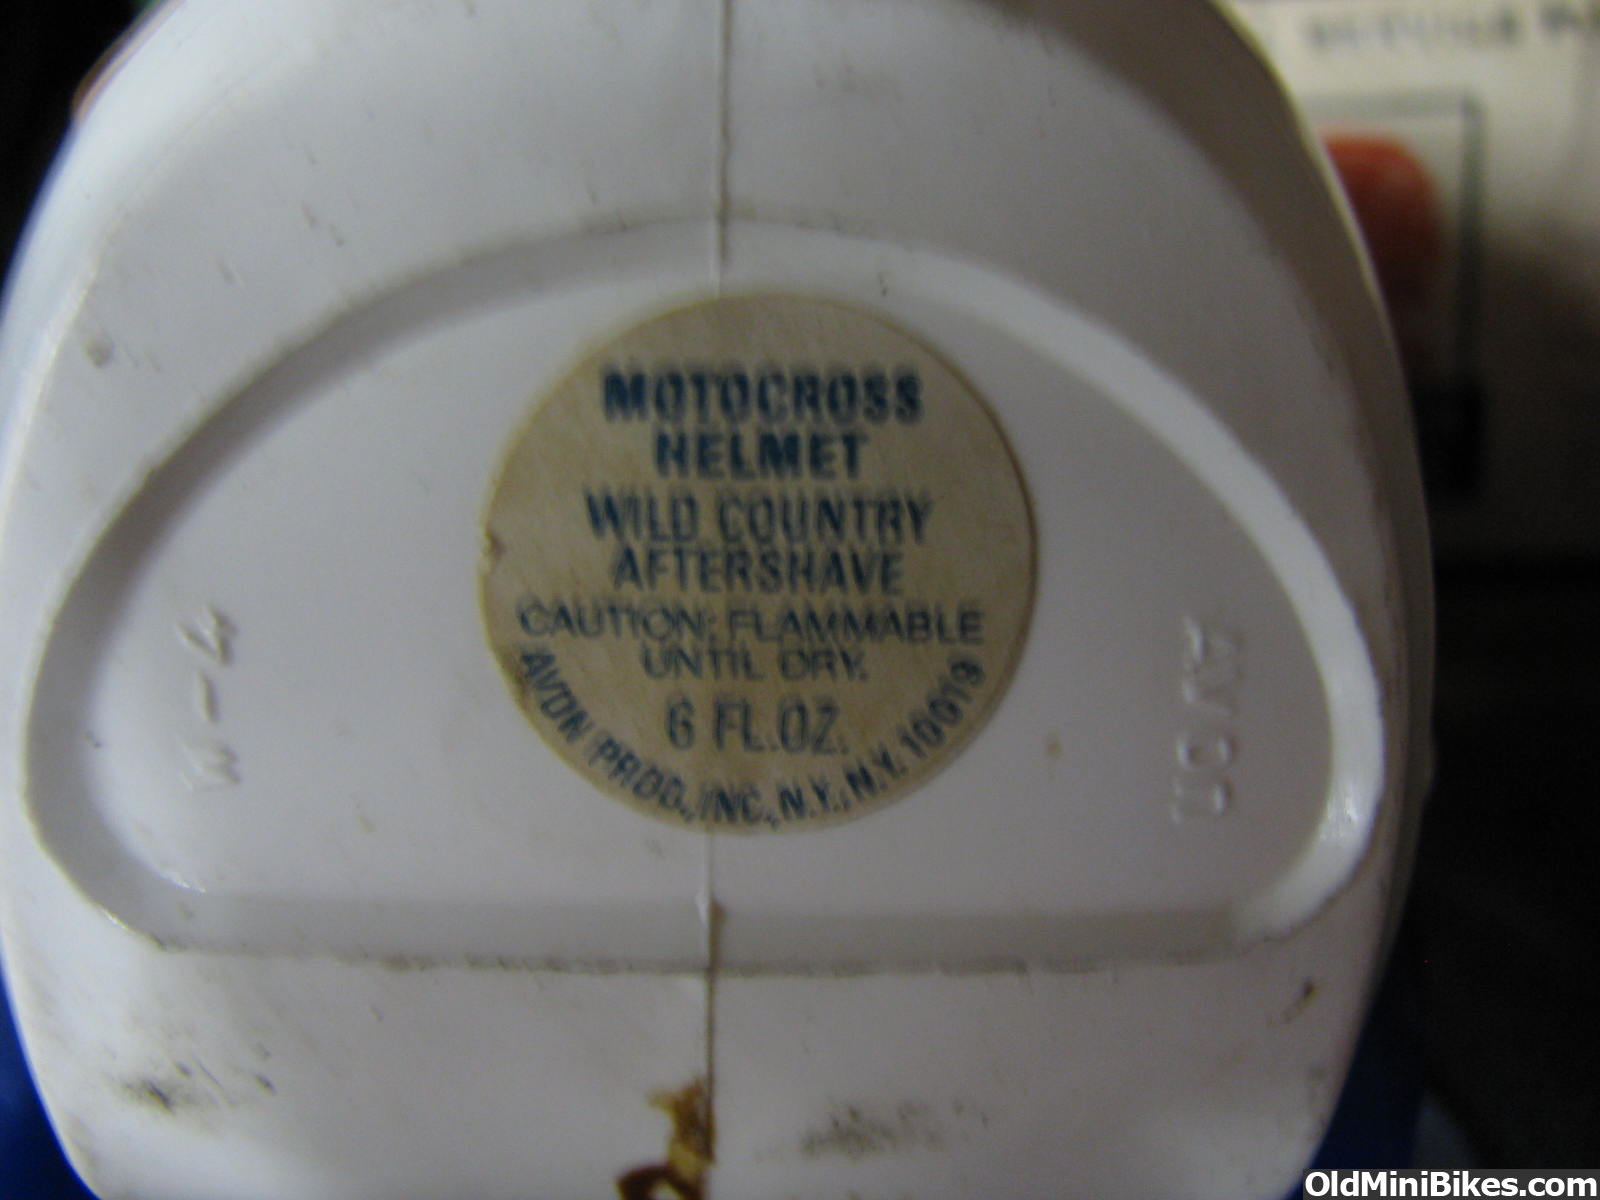 MOTOCROSS
HELMET
WILD COUNTRY
AFTERSHAVE
CAUTION: FLAMMABLE
UNTIL DRY.
6 FL.OZ.
AVON PROD., INC., N.Y., N.Y. 10019
AVON
OldMiniBikes.com